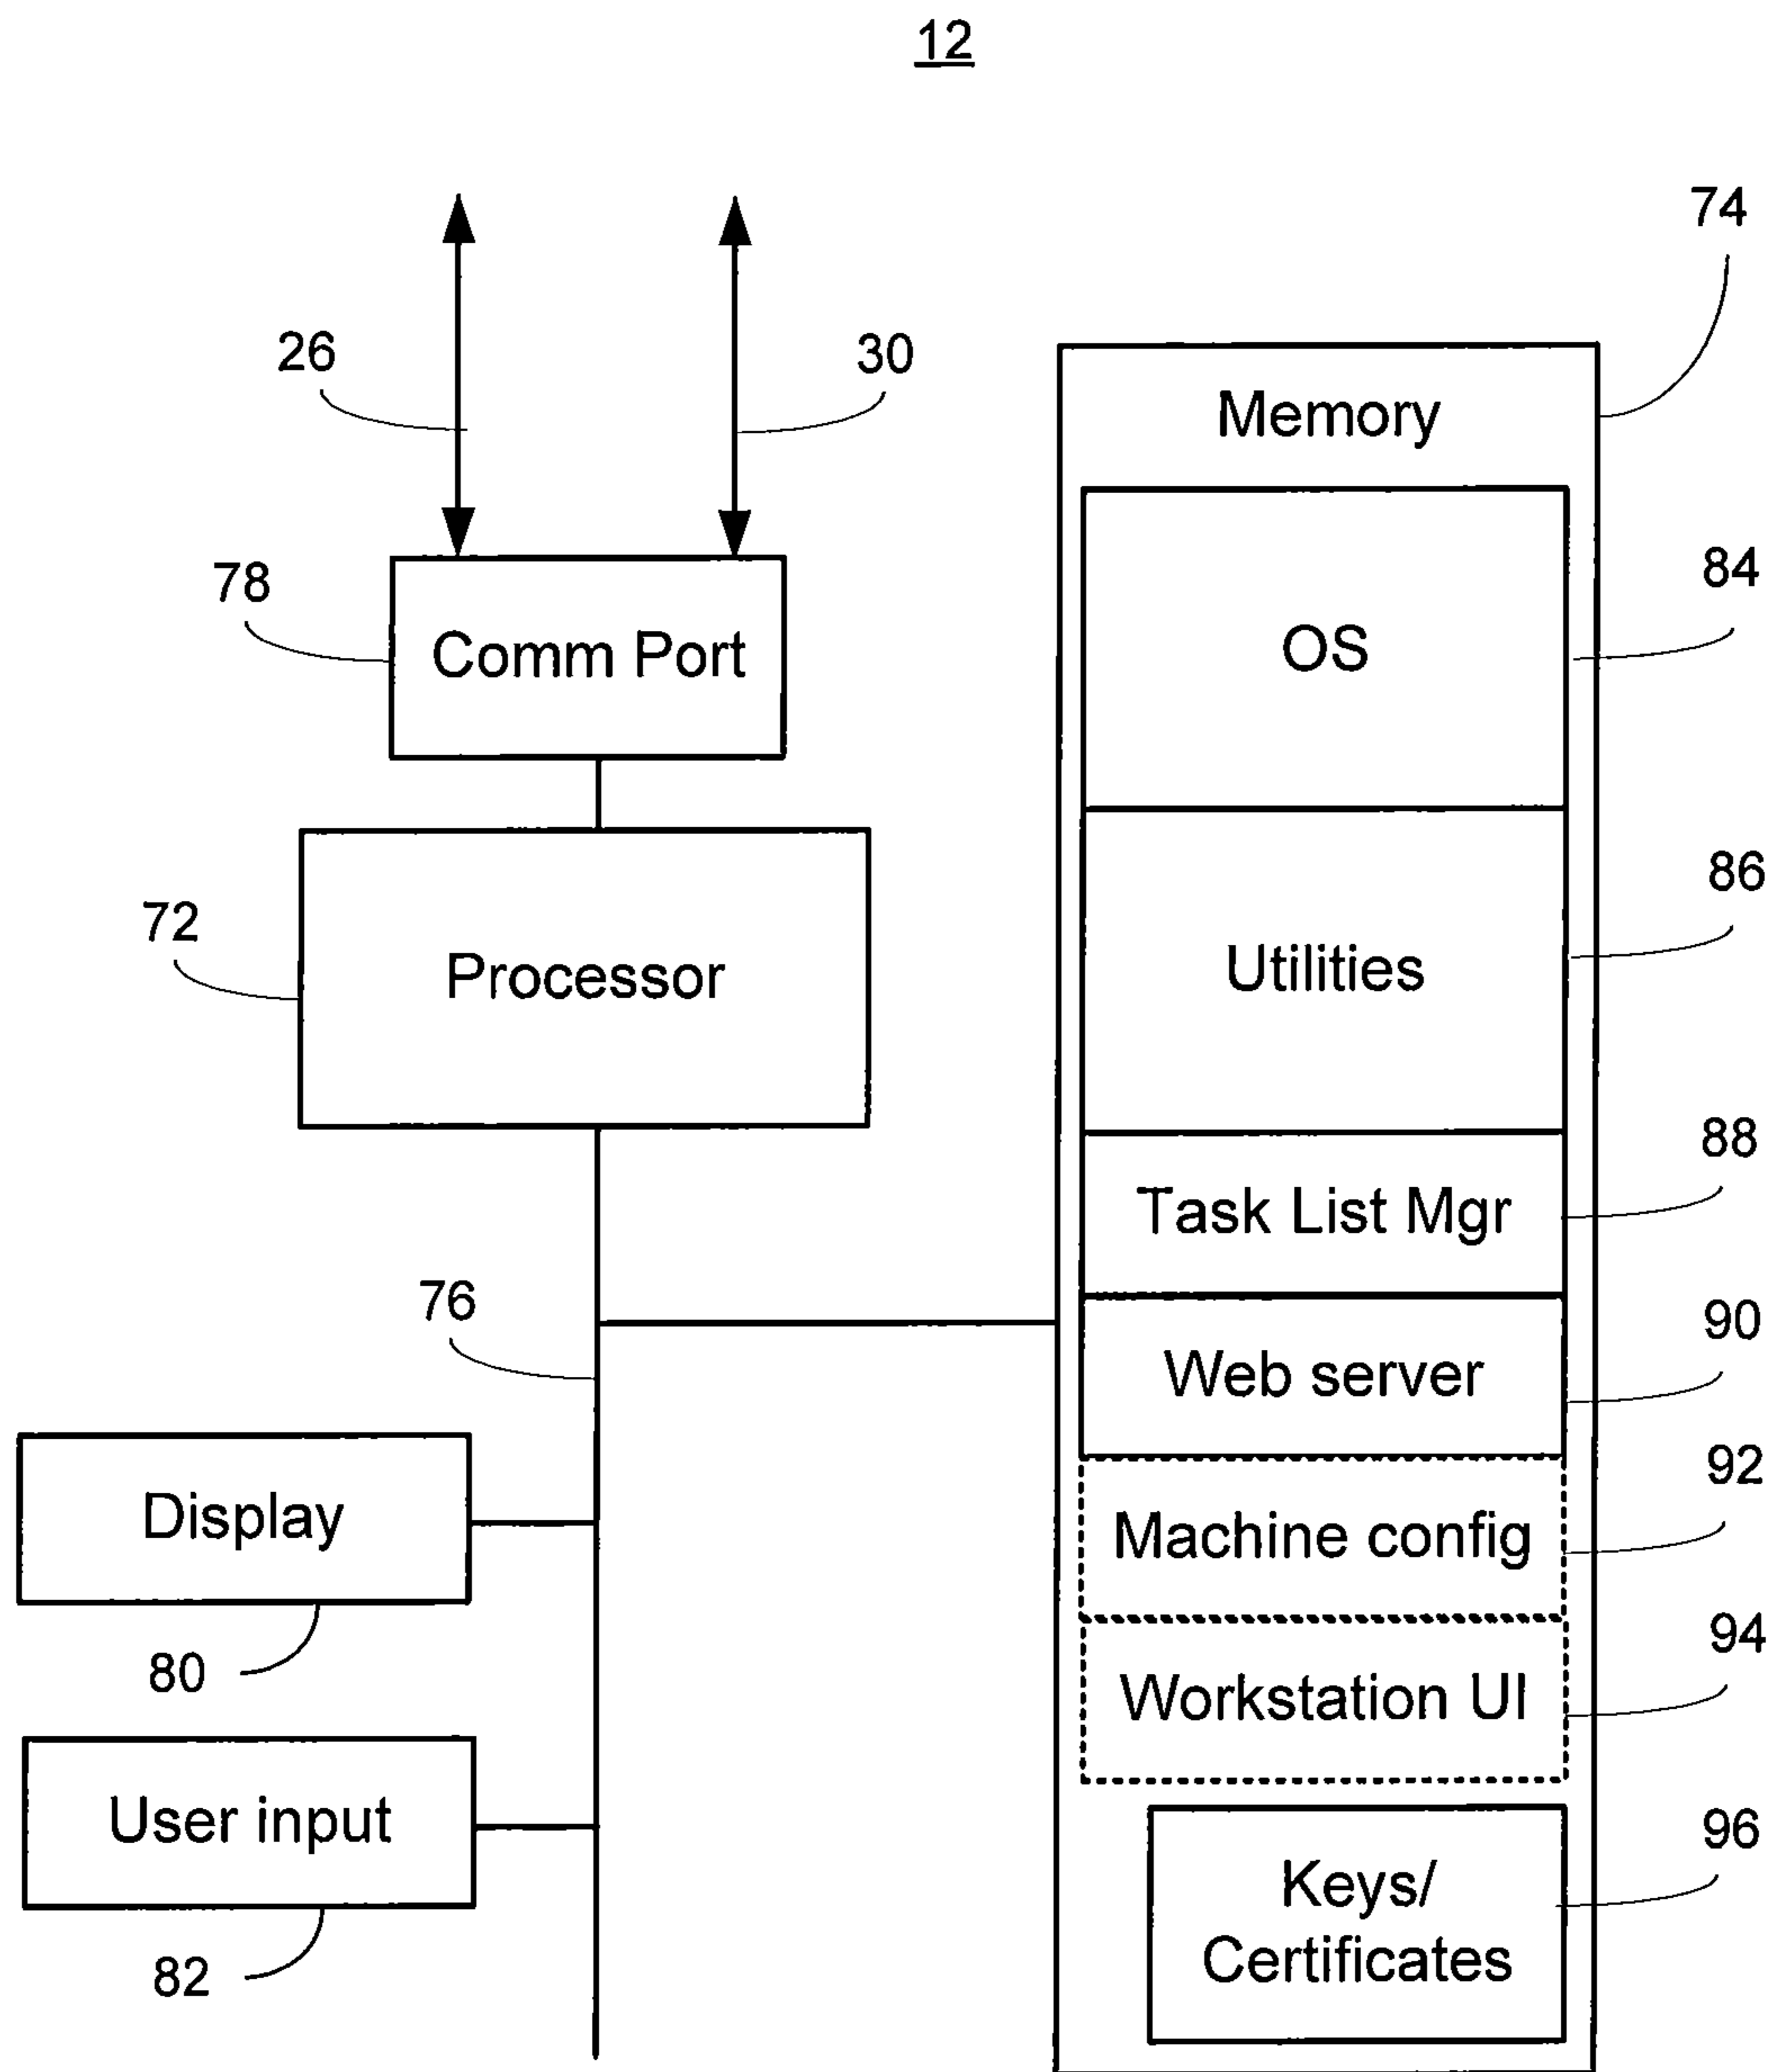 12
74
26
30
Memory
78
84
Comm Port
OS
86
72
Processor
Utilities
88
Task List Mgr
76
90
Web server
Display
92
Machine config
80
94
Workstation UI
User input
96
Keys/
Certificates
82